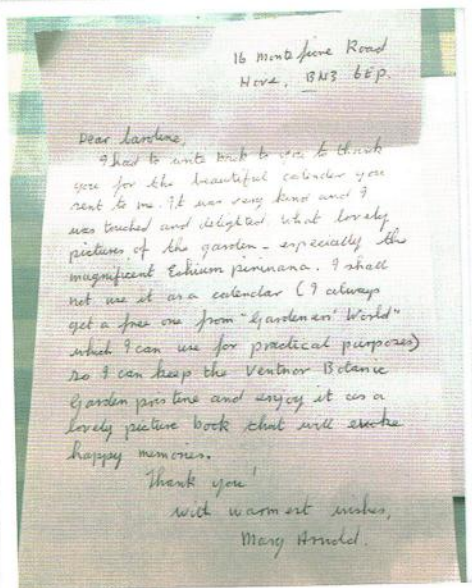 16 Montefiore Road
Hove, BN3 6EP.
Dear Caroline,
I had to write back to you to thank
you for the beautiful calendar you
sent to me. It was very kind and I
was touched and delighted. What lovely
pictures of the garden - especially the
magnificent Echium pininana. I shall
not use it as a calendar (I always
get a free one from "Gardeners' World"
which I can use for practical purposes)
so I can keep the Ventnor Botanic
Garden pristine and enjoy it as a
lovely picture book that will evoke
happy memories.
Thank you!
with warmest wishes,
Mary Arnold.